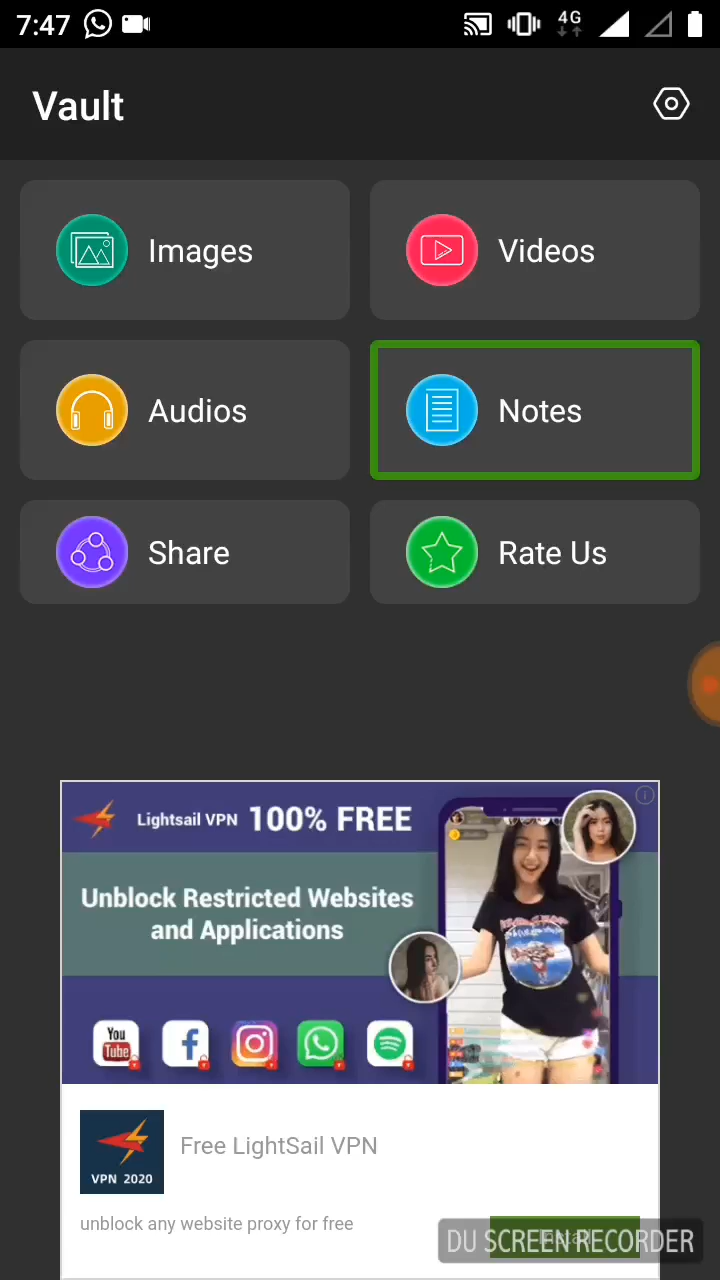 7:47
4G
Vault
Images
Videos
Audios
Notes
Share
Rate Us
Lightsail VPN 100% FREE
Unblock Restricted Websites
and Applications
You
Tube
Free LightSail VPN
VPN 2020
unblock any website proxy for free
Install
DU SCREEN RECORDER